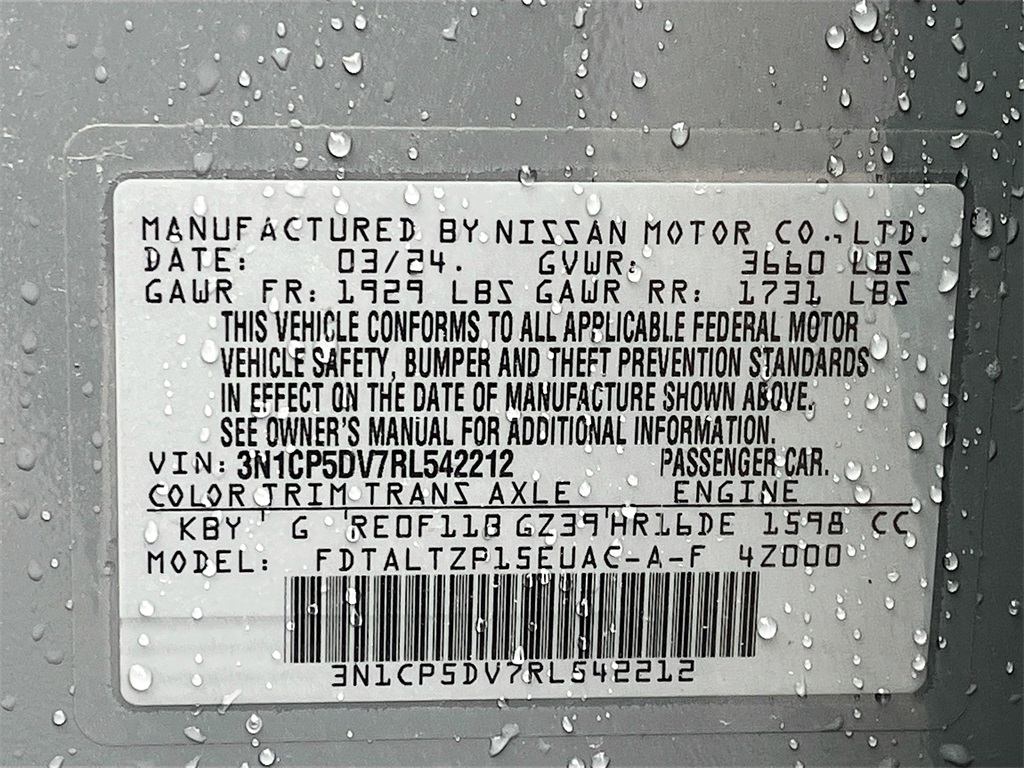 MANUFACTURED BY NISSAN MOTOR CO., LTD.
DATE: 03/24. GVWR: 3660 LBS
GAWR FR: 1929 LBS GAWR RR: 1731 LBS
THIS VEHICLE CONFORMS TO ALL APPLICABLE FEDERAL MOTOR
VEHICLE SAFETY, BUMPER AND THEFT PREVENTION STANDARDS
IN EFFECT ON THE DATE OF MANUFACTURE SHOWN ABOVE.
SEE OWNER'S MANUAL FOR ADDITIONAL INFORMATION.
VIN: 3N1CP5DV7RL542212 PASSENGER CAR.
COLOR TRIM TRANS AXLE ENGINE
KBY G RE0F11B GZ39 HR16DE 1598 CC
MODEL: FDTALTZP15EUAC-A-F 4Z000
3N1CP5DV7RL542212